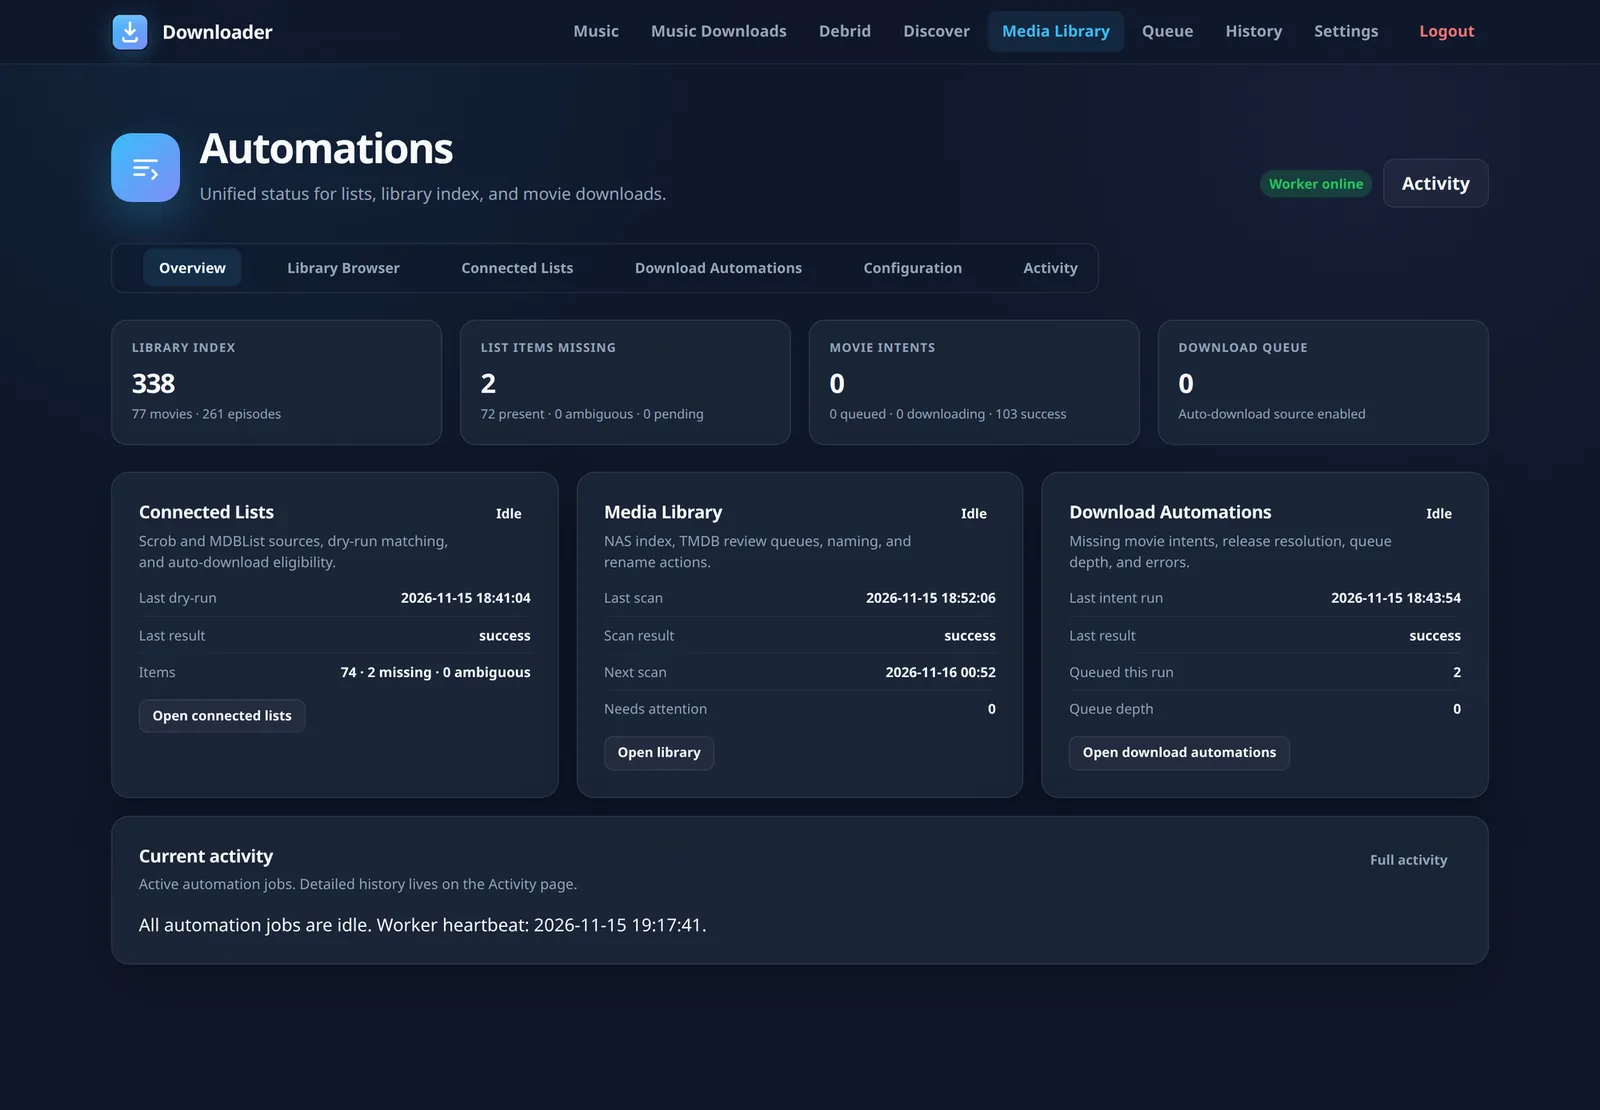 Downloader
Music Music Downloads Debrid Discover Media Library Queue History Settings Logout
Automations
Unified status for lists, library index, and movie downloads.
Worker online
Activity
Overview Library Browser Connected Lists Download Automations Configuration Activity
LIBRARY INDEX
338
77 movies · 261 episodes
LIST ITEMS MISSING
2
72 present · 0 ambiguous · 0 pending
MOVIE INTENTS
0
0 queued · 0 downloading · 103 success
DOWNLOAD QUEUE
0
Auto-download source enabled
Connected Lists Idle
Scrob and MDBList sources, dry-run matching,
and auto-download eligibility.
Last dry-run 2026-11-15 18:41:04
Last result success
Items 74 · 2 missing · 0 ambiguous
Open connected lists
Media Library Idle
NAS index, TMDB review queues, naming, and
rename actions.
Last scan 2026-11-15 18:52:06
Scan result success
Next scan 2026-11-16 00:52
Needs attention 0
Open library
Download Automations Idle
Missing movie intents, release resolution, queue
depth, and errors.
Last intent run 2026-11-15 18:43:54
Last result success
Queued this run 2
Queue depth 0
Open download automations
Current activity
Full activity
Active automation jobs. Detailed history lives on the Activity page.
All automation jobs are idle. Worker heartbeat: 2026-11-15 19:17:41.